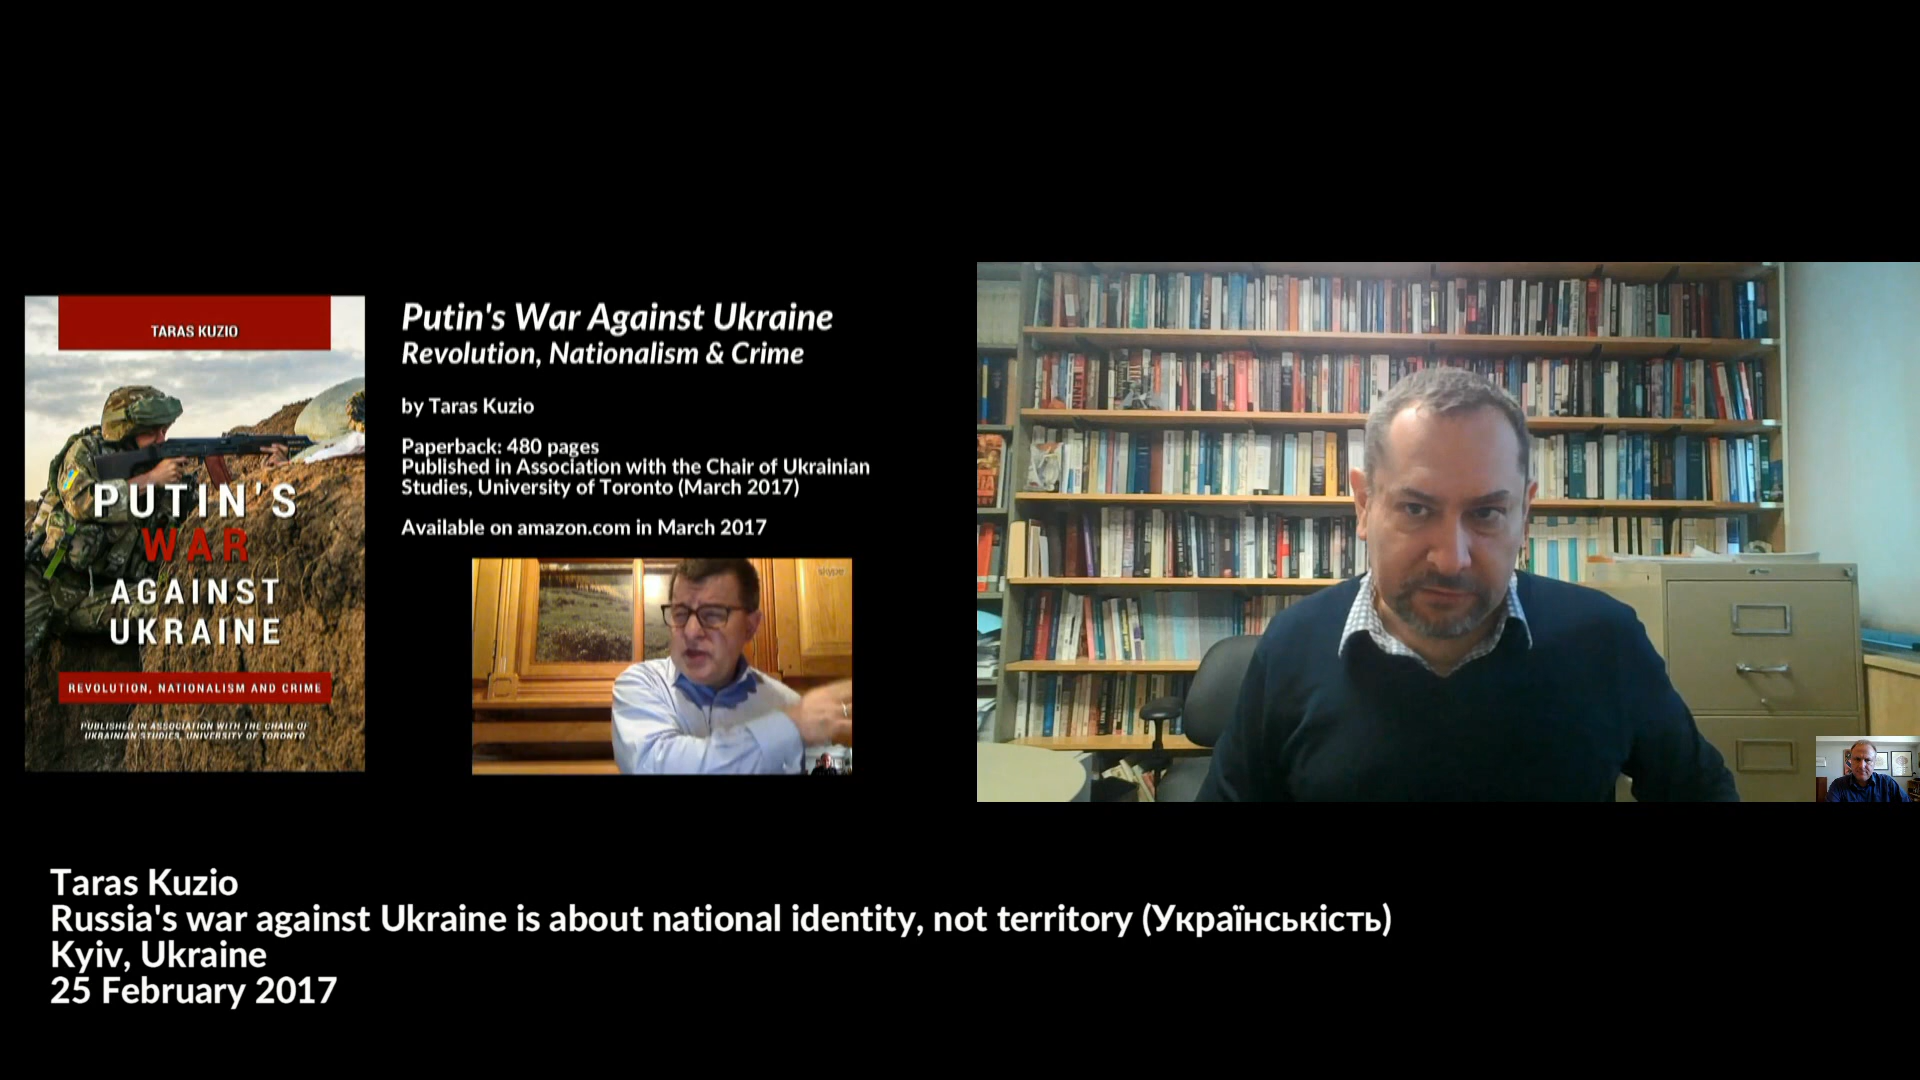 TARAS KUZIO
PUTIN'S
WAR
AGAINST
UKRAINE
REVOLUTION, NATIONALISM AND CRIME
PUBLISHED IN ASSOCIATION WITH THE CHAIR OF
UKRAINIAN STUDIES, UNIVERSITY OF TORONTO
Putin's War Against Ukraine
Revolution, Nationalism & Crime
by Taras Kuzio
Paperback: 480 pages
Published in Association with the Chair of Ukrainian
Studies, University of Toronto (March 2017)
Available on amazon.com in March 2017
skype
Taras Kuzio
Russia's war against Ukraine is about national identity, not territory (Українськість)
Kyiv, Ukraine
25 February 2017